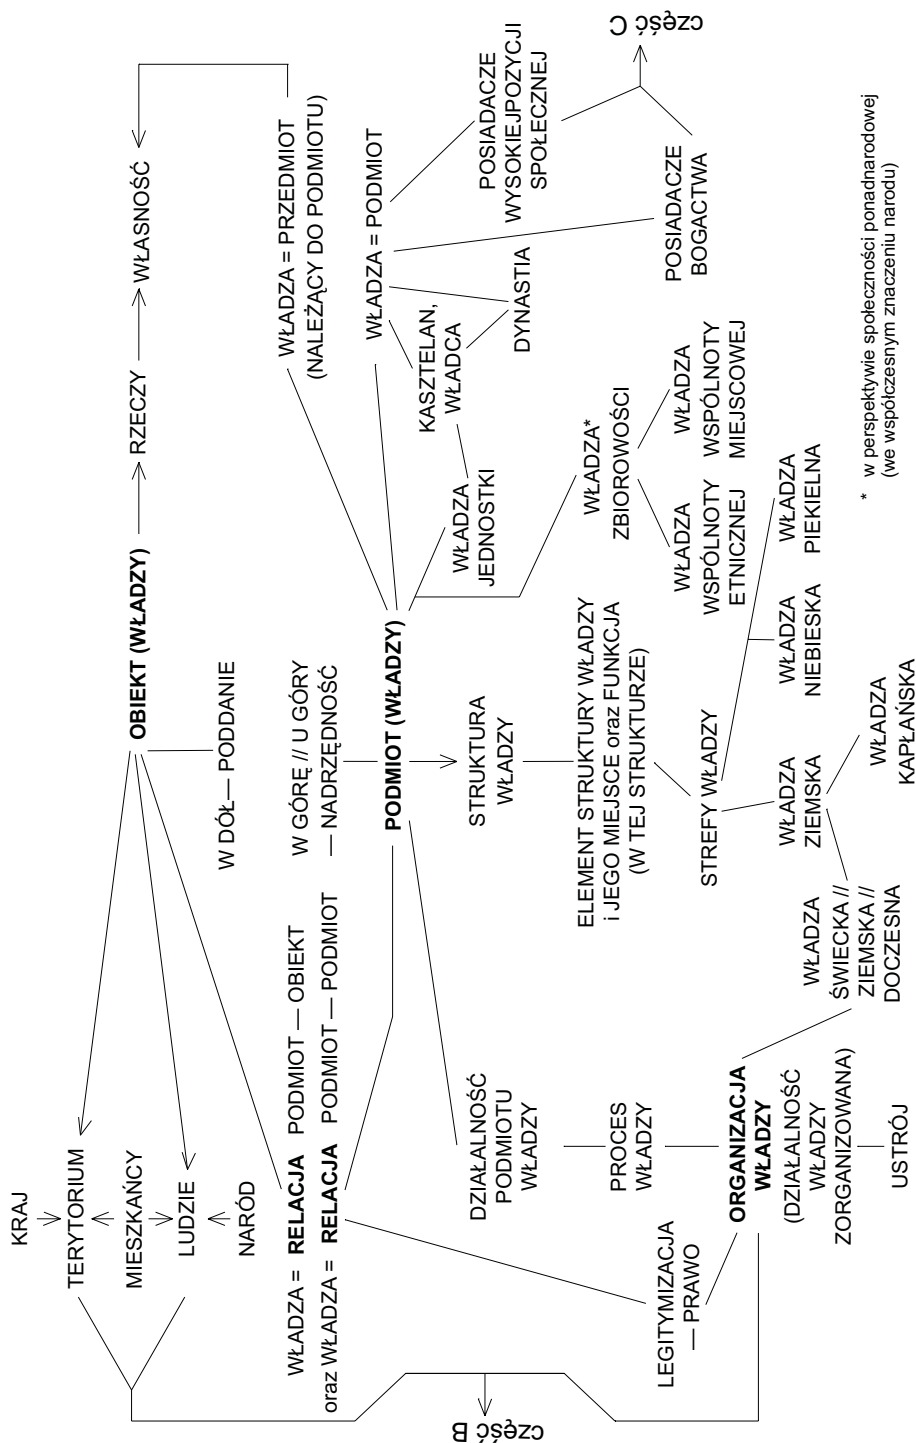 KRAJ
TERYTORIUM
MIESZKAŃCY
LUDZIE
NARÓD
OBIEKT (WŁADZY)
RZECZY
WŁASNOŚĆ
W DÓŁ— PODDANIE
WŁADZA = RELACJA PODMIOT — OBIEKT
oraz WŁADZA = RELACJA PODMIOT — PODMIOT
W GÓRĘ // U GÓRY
— NADRZĘDNOŚĆ
WŁADZA = PRZEDMIOT
(NALEŻĄCY DO PODMIOTU)
PODMIOT (WŁADZY)
WŁADZA = PODMIOT
KASZTELAN,
WŁADCA
DYNASTIA
POSIADACZE
WYSOKIEJPOZYCJI
SPOŁECZNEJ
POSIADACZE
BOGACTWA
część C
WŁADZA
JEDNOSTKI
WŁADZA*
ZBIOROWOŚCI
WŁADZA
WSPÓLNOTY
ETNICZNEJ
WŁADZA
WSPÓLNOTY
MIEJSCOWEJ
STRUKTURA
WŁADZY
ELEMENT STRUKTURY WŁADZY
i JEGO MIEJSCE oraz FUNKCJA
(W TEJ STRUKTURZE)
STREFY WŁADZY
WŁADZA
ZIEMSKA
WŁADZA
NIEBIESKA
WŁADZA
PIEKIELNA
WŁADZA
ŚWIECKA //
ZIEMSKA //
DOCZESNA
WŁADZA
KAPŁAŃSKA
DZIAŁALNOŚĆ
PODMIOTU
WŁADZY
PROCES
WŁADZY
LEGITYMIZACJA
— PRAWO
ORGANIZACJA
WŁADZY
(DZIAŁALNOŚĆ
WŁADZY
ZORGANIZOWANA)
USTRÓJ
część B
* w perspektywie społeczności ponadnarodowej
(we współczesnym znaczeniu narodu)